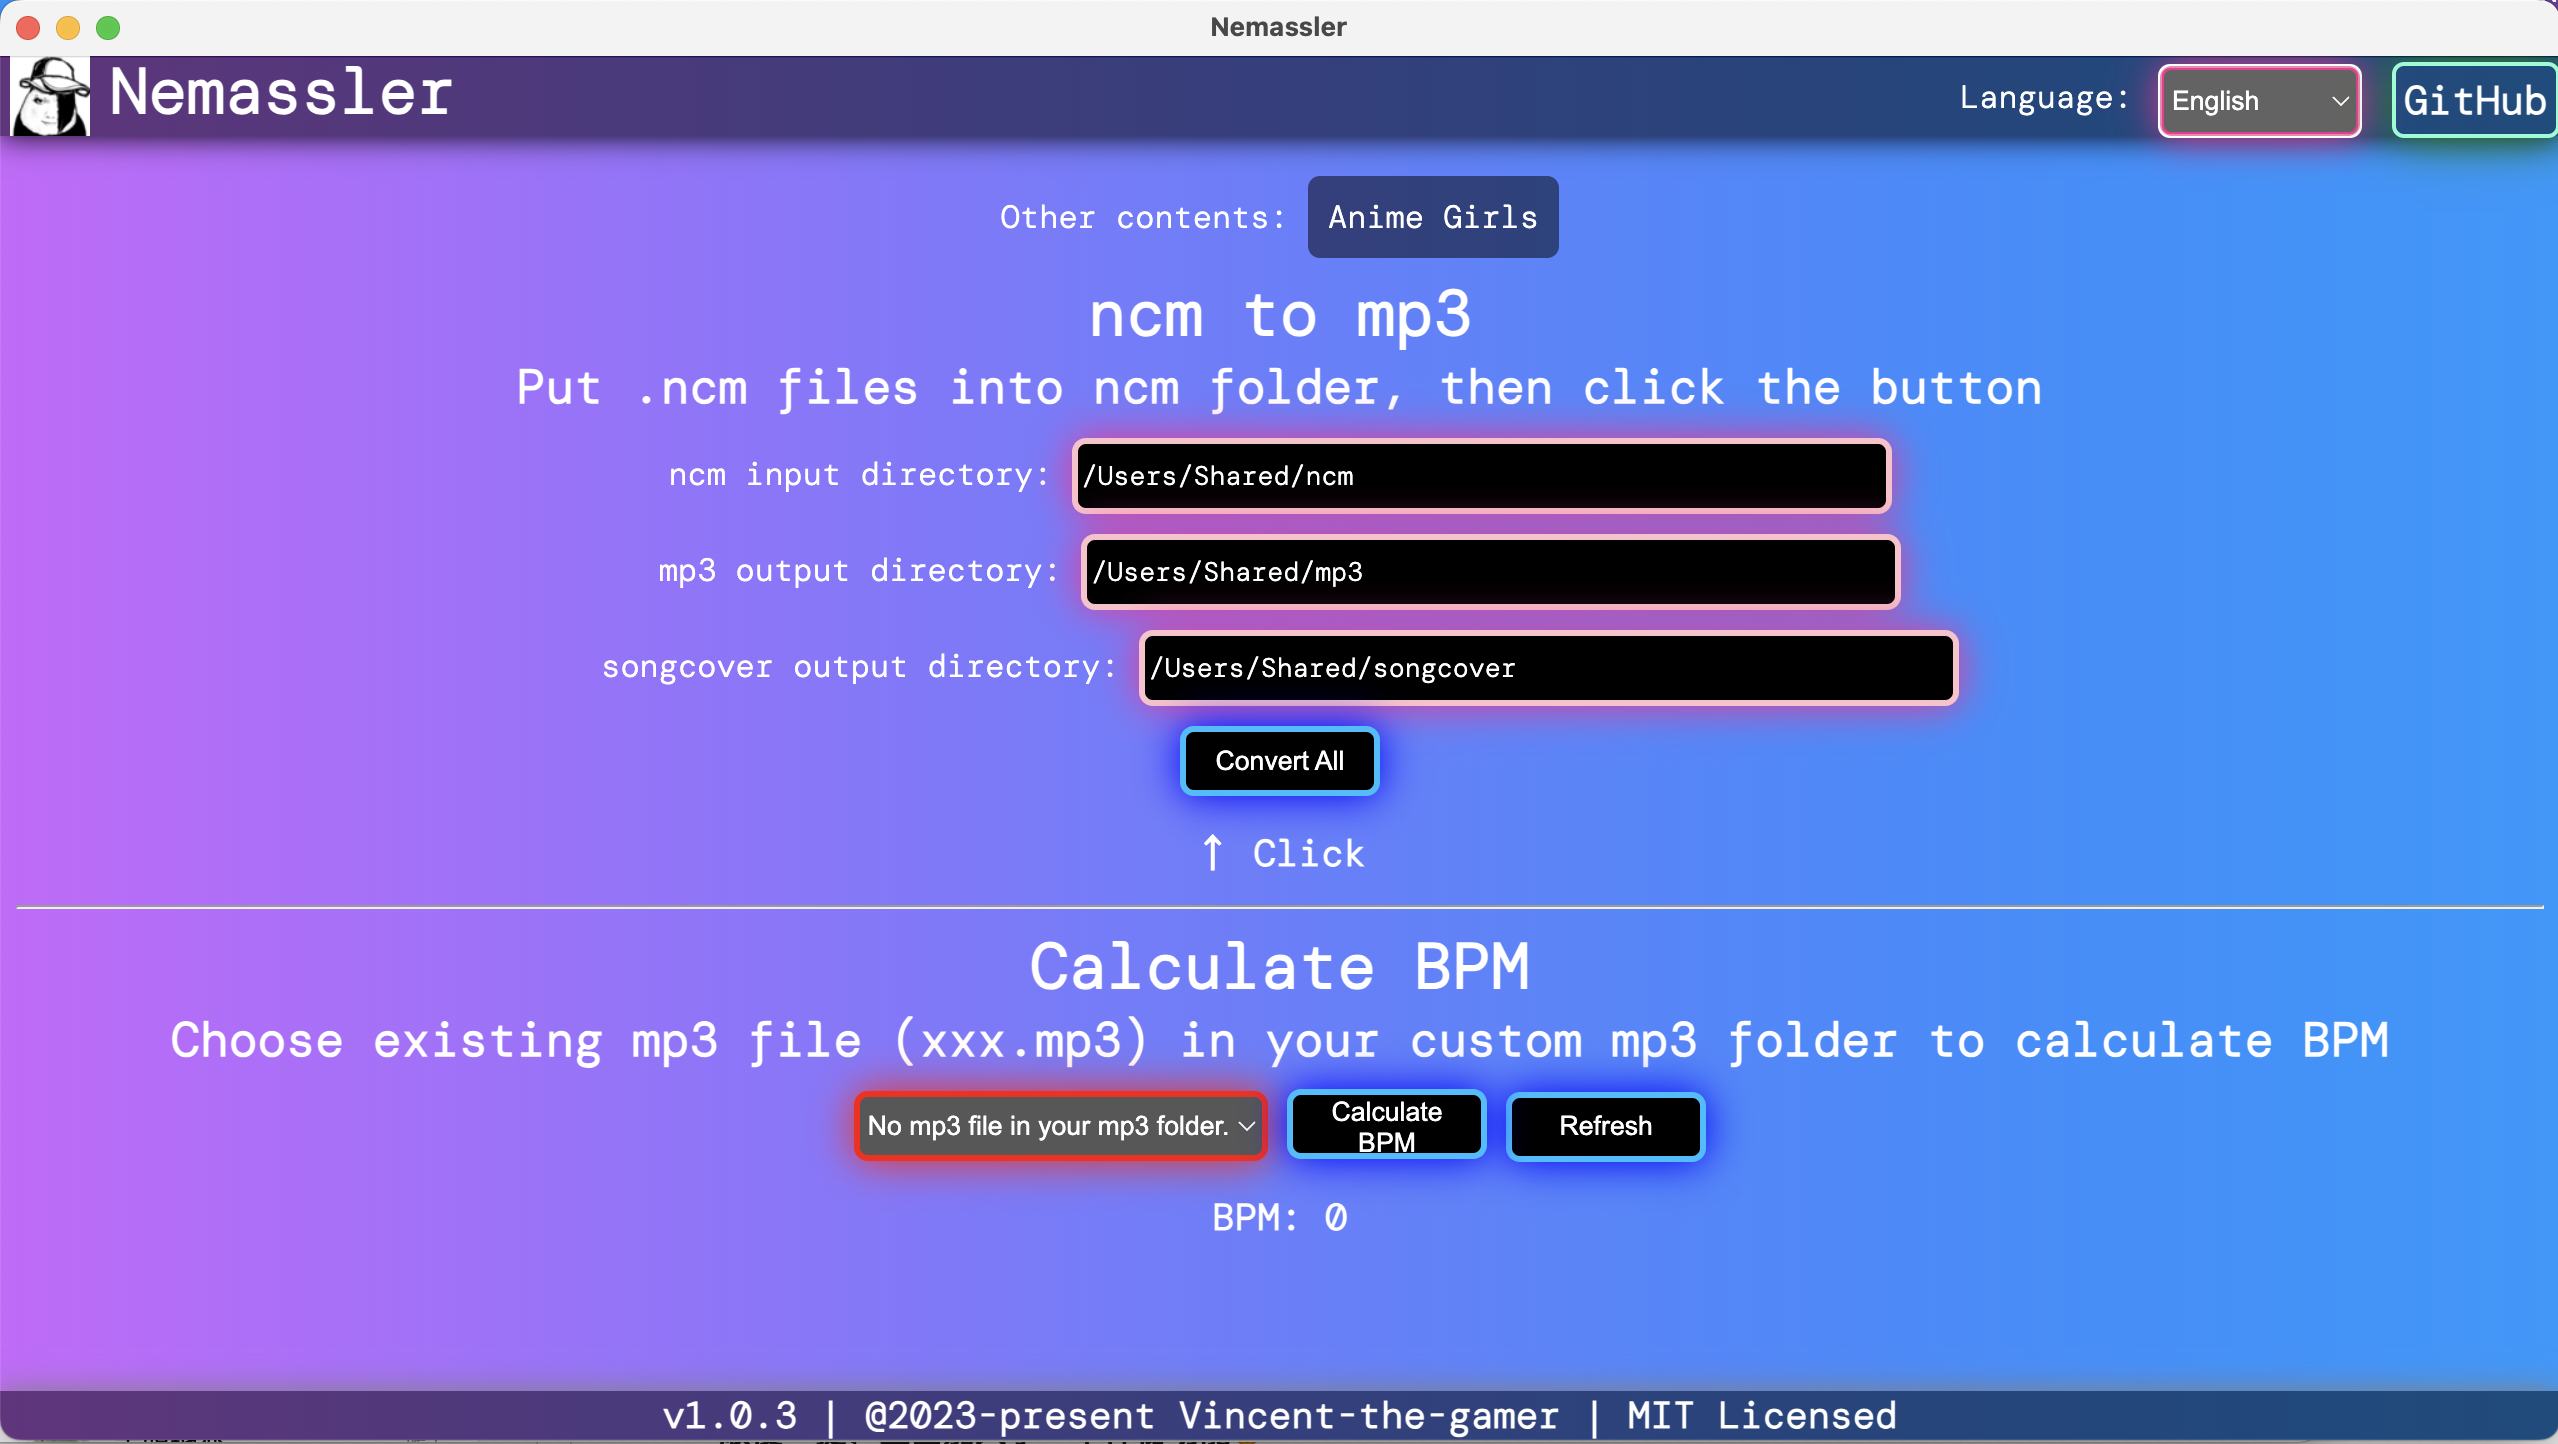 Nemassler
Nemassler
Language:
English
GitHub
Other contents: Anime Girls
ncm to mp3
Put .ncm files into ncm folder, then click the button
ncm input directory: /Users/Shared/ncm
mp3 output directory: /Users/Shared/mp3
songcover output directory: /Users/Shared/songcover
Convert All
↑ Click
Calculate BPM
Choose existing mp3 file (xxx.mp3) in your custom mp3 folder to calculate BPM
No mp3 file in your mp3 folder.
Calculate
BPM
Refresh
BPM: 0
v1.0.3 | @2023-present Vincent-the-gamer | MIT Licensed